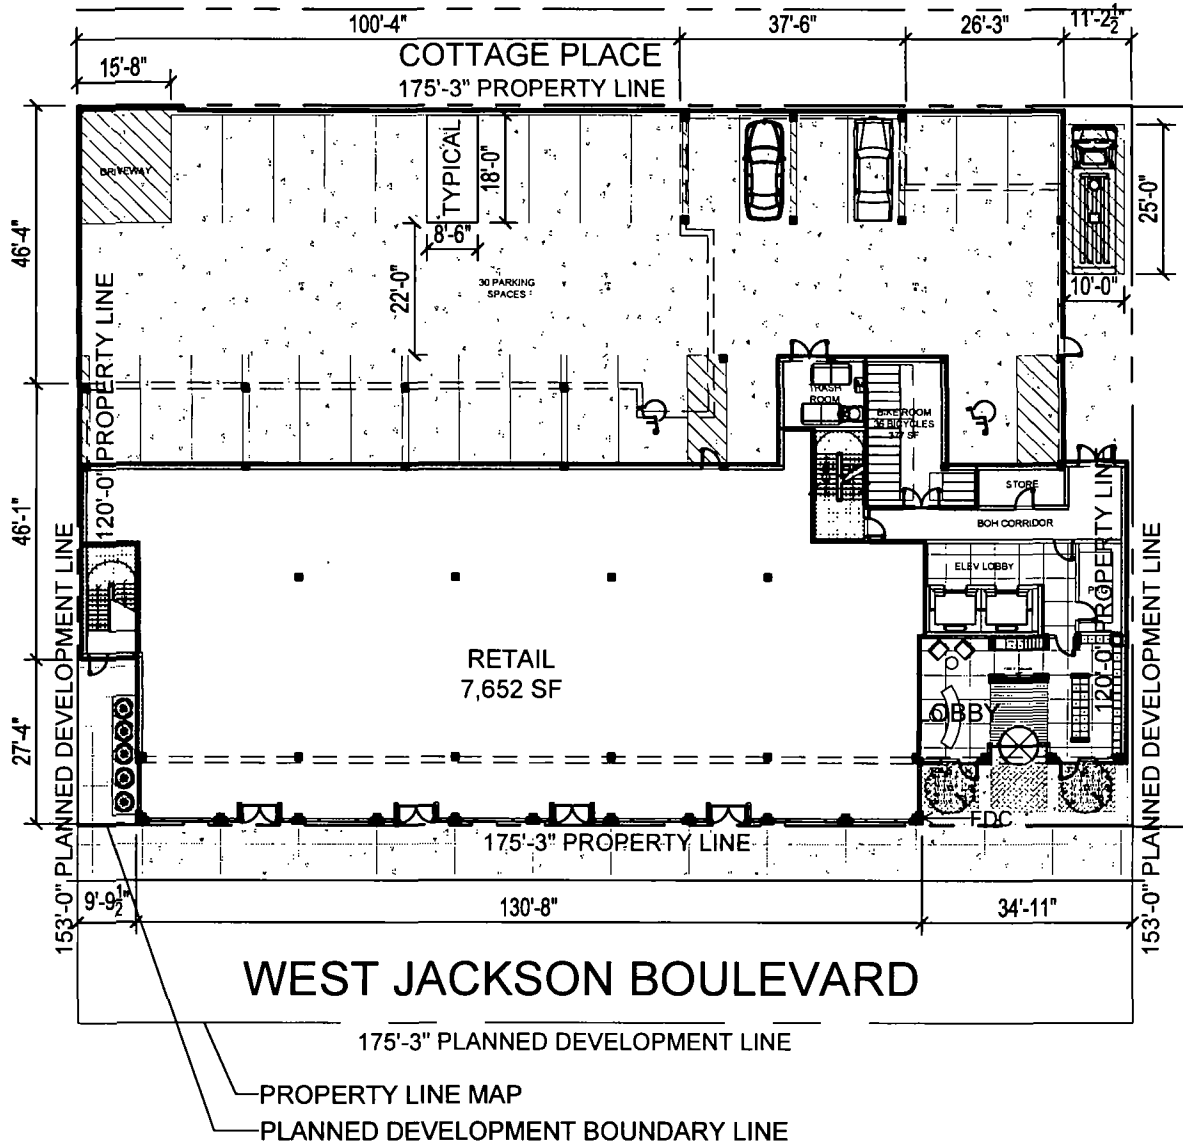 100'-4"
37'-6"
26'-3"
11'-2½"
COTTAGE PLACE
15'-8"
175'-3" PROPERTY LINE
DRIVEWAY
TYPICAL
18'-0"
25'-0"
8'-6"
46'-4"
22'-0"
30 PARKING
SPACES
10'-0"
120'-0" PROPERTY LINE
TRASH
ROOM
BIKE ROOM
36 BICYCLES
377 SF
STORE
BOH CORRIDOR
120'-0" PROPERTY LINE
46'-1"
ELEV LOBBY
RETAIL
7,652 SF
LOBBY
27'-4"
153'-0" PLANNED DEVELOPMENT LINE
153'-0" PLANNED DEVELOPMENT LINE
FDC
175'-3" PROPERTY LINE
9'-9½"
130'-8"
34'-11"
WEST JACKSON BOULEVARD
175'-3" PLANNED DEVELOPMENT LINE
PROPERTY LINE MAP
PLANNED DEVELOPMENT BOUNDARY LINE